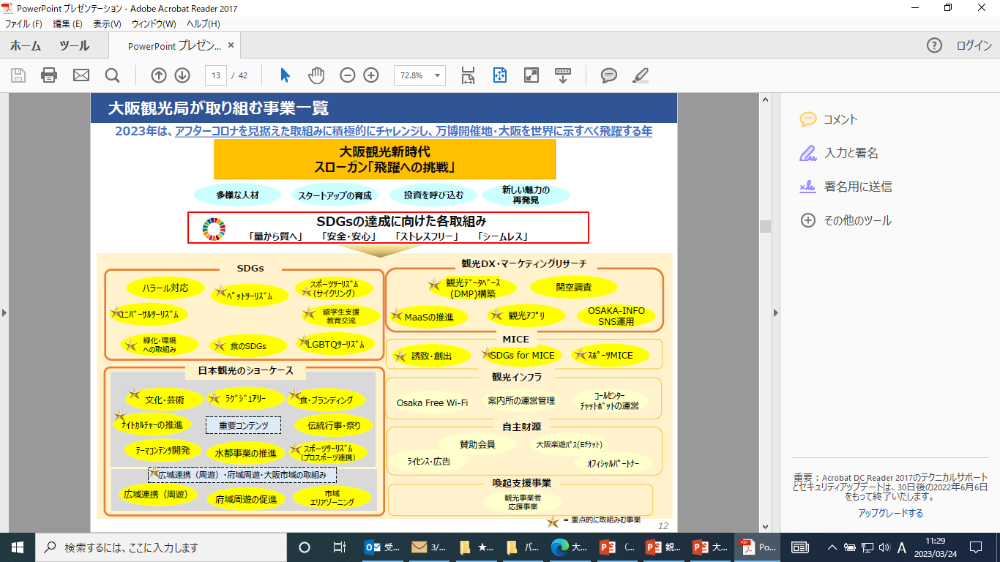 PowerPoint プレゼンテーション - Adobe Acrobat Reader 2017
ファイル(F) 編集(E) 表示(V) ウィンドウ(W) ヘルプ(H)
ホーム ツール PowerPoint プレゼン... × ? ログイン
13 / 42 72.8%
大阪観光局が取り組む事業一覧
2023年は、アフターコロナを見据えた取組みに積極的にチャレンジし、万博開催地・大阪を世界に示すべく飛躍する年
大阪観光新時代
スローガン「飛躍への挑戦」
多様な人材 スタートアップの育成 投資を呼び込む 新しい魅力の
再発見
SDGsの達成に向けた各取組み
「量から質へ」 「安全・安心」 「ストレスフリー」 「シームレス」
SDGs
ハラール対応
ペットツーリズム
スポーツツーリズム
(サイクリング)
ユニバーサルツーリズム
留学生支援
教育交流
緑化・環境
への取組み
食のSDGs
LGBTQツーリズム
日本観光のショーケース
文化・芸術
ラグジュアリー
食・ブランディング
ナイトカルチャーの推進
重要コンテンツ
伝統行事・祭り
テーマコンテンツ開発
水都事業の推進
スポーツツーリズム
(プロスポーツ連携)
広域連携(周遊)・府域周遊・大阪市域の取組み
広域連携(周遊)
府域周遊の促進
市域
エリアゾーニング
観光DX・マーケティングリサーチ
観光データベース
(DMP)構築
関空調査
MaaSの推進
観光アプリ
OSAKA-INFO
SNS運用
MICE
誘致・創出
SDGs for MICE
スポーツMICE
観光インフラ
Osaka Free Wi-Fi
案内所の運営管理
コールセンター
チャットボットの運営
自主財源
賛助会員
大阪楽遊パス(Eチケット)
ライセンス・広告
オフィシャルパートナー
喚起支援事業
観光事業者
応援事業
= 重点的に取組みむ事業
12
コメント
入力と署名
署名用に送信
その他のツール
重要：Acrobat DC Reader 2017のテクニカルサポート
とセキュリティアップデートは、30日後の2022年6月6日
をもって終了いたします。
アップグレードする
検索するには、ここに入力します
受... 3/... ★... バ... 大... (... 観... 大... Po...
A
11:29
2023/03/24